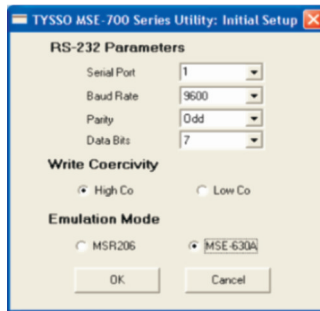 TYSSO MSE-700 Series Utility: Initial Setup
RS-232 Parameters
Serial Port 1
Baud Rate 9600
Parity Odd
Data Bits 7
Write Coercivity
High Co Low Co
Emulation Mode
MSR206 MSE-630A
OK Cancel